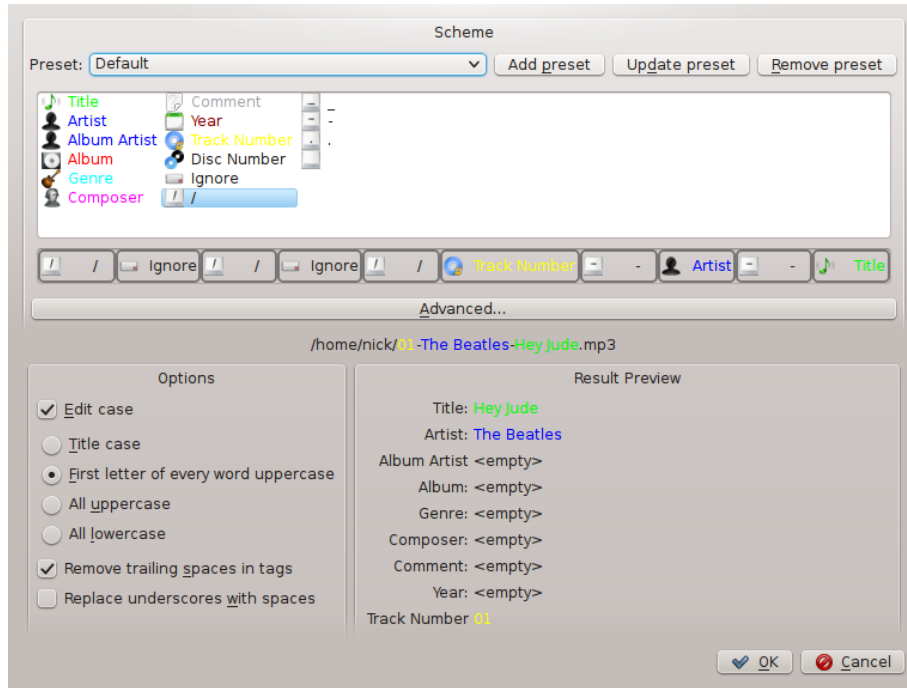 Scheme
Preset: Default Add preset Update preset Remove preset
Title Comment _ _
Artist Year - -
Album Artist Track Number . .
Album Disc Number
Genre Ignore
Composer / /
/ / Ignore / / Ignore / / Track Number - - Artist - - Title
Advanced...
/home/nick/01-The Beatles-Hey Jude.mp3
Options
Edit case
Title case
First letter of every word uppercase
All uppercase
All lowercase
Remove trailing spaces in tags
Replace underscores with spaces
Result Preview
Title: Hey Jude
Artist: The Beatles
Album Artist <empty>
Album: <empty>
Genre: <empty>
Composer: <empty>
Comment: <empty>
Year: <empty>
Track Number 01
OK Cancel